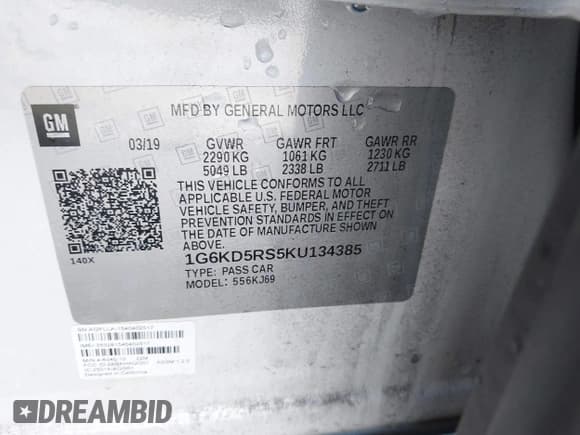 GM
MFD BY GENERAL MOTORS LLC
03/19 GVWR GAWR FRT GAWR RR
2290 KG 1061 KG 1230 KG
5049 LB 2338 LB 2711 LB
THIS VEHICLE CONFORMS TO ALL
APPLICABLE U.S. FEDERAL MOTOR
VEHICLE SAFETY, BUMPER, AND THEFT
PREVENTION STANDARDS IN EFFECT ON
THE DATE OF MANUFACTURE SHOWN
ABOVE.
140X
1G6KD5RS5KU134385
TYPE: PASS CAR
MODEL: 556KJ69
Designed in California
DREAMBID